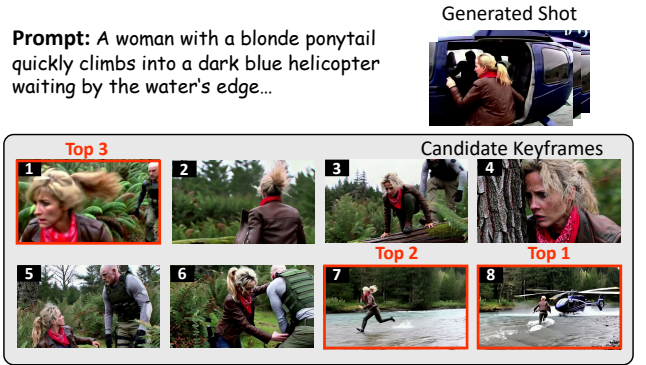 Generated Shot
Prompt: A woman with a blonde ponytail
quickly climbs into a dark blue helicopter
waiting by the water's edge...
Top 3
Candidate Keyframes
1
2
3
4
Top 2
Top 1
5
6
7
8